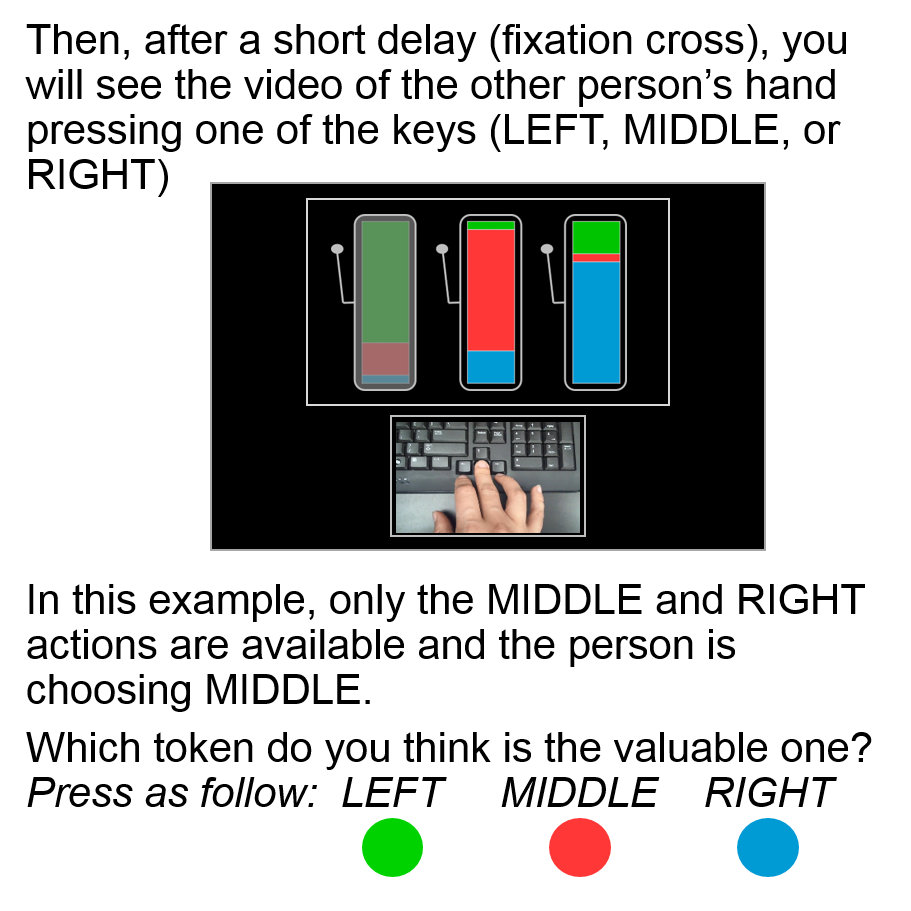 Then, after a short delay (fixation cross), you
will see the video of the other person’s hand
pressing one of the keys (LEFT, MIDDLE, or
RIGHT)
In this example, only the MIDDLE and RIGHT
actions are available and the person is
choosing MIDDLE.
Which token do you think is the valuable one?
Press as follow: LEFT MIDDLE RIGHT